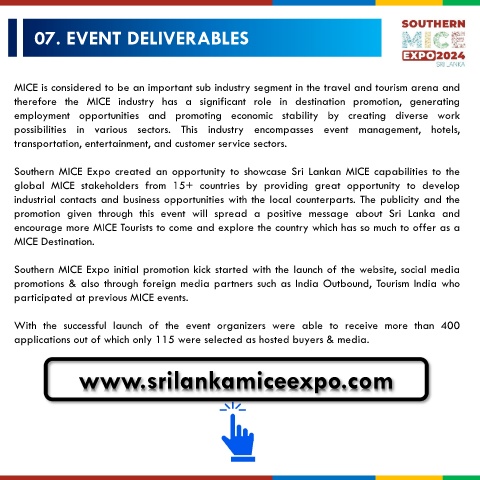 07. EVENT DELIVERABLES
SOUTHERN
MICE
EXPO2024
SRI LANKA
MICE is considered to be an important sub industry segment in the travel and tourism arena and
therefore the MICE industry has a significant role in destination promotion, generating
employment opportunities and promoting economic stability by creating diverse work
possibilities in various sectors. This industry encompasses event management, hotels,
transportation, entertainment, and customer service sectors.
Southern MICE Expo created an opportunity to showcase Sri Lankan MICE capabilities to the
global MICE stakeholders from 15+ countries by providing great opportunity to develop
industrial contacts and business opportunities with the local counterparts. The publicity and the
promotion given through this event will spread a positive message about Sri Lanka and
encourage more MICE Tourists to come and explore the country which has so much to offer as a
MICE Destination.
Southern MICE Expo initial promotion kick started with the launch of the website, social media
promotions & also through foreign media partners such as India Outbound, Tourism India who
participated at previous MICE events.
With the successful launch of the event organizers were able to receive more than 400
applications out of which only 115 were selected as hosted buyers & media.
www.srilankamiceexpo.com